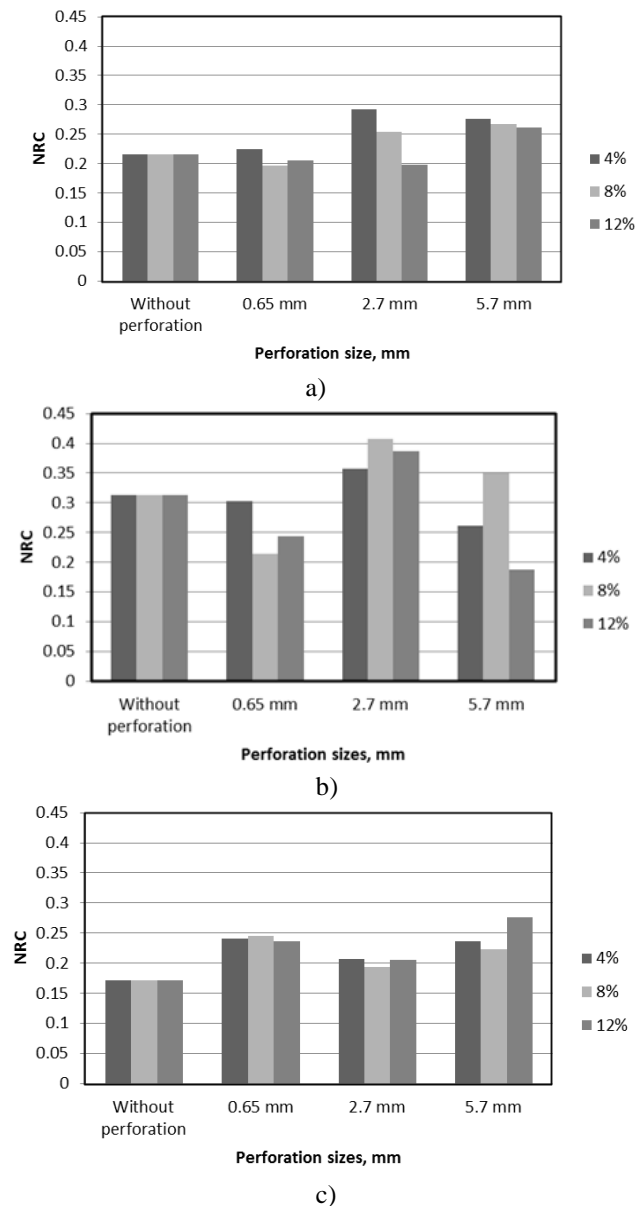 0.45
0.4
0.35
0.3
0.25
0.2
0.15
0.1
0.05
0
NRC
Without
perforation
0.65 mm
2.7 mm
5.7 mm
Perforation size, mm
4%
8%
12%
a)
0.45
0.4
0.35
0.3
0.25
0.2
0.15
0.1
0.05
0
NRC
Without
perforation
0.65 mm
2.7 mm
5.7 mm
Perforation sizes, mm
4%
8%
12%
b)
0.45
0.4
0.35
0.3
0.25
0.2
0.15
0.1
0.05
0
NRC
Without
perforation
0.65 mm
2.7 mm
5.7 mm
Perforation sizes, mm
4%
8%
12%
c)